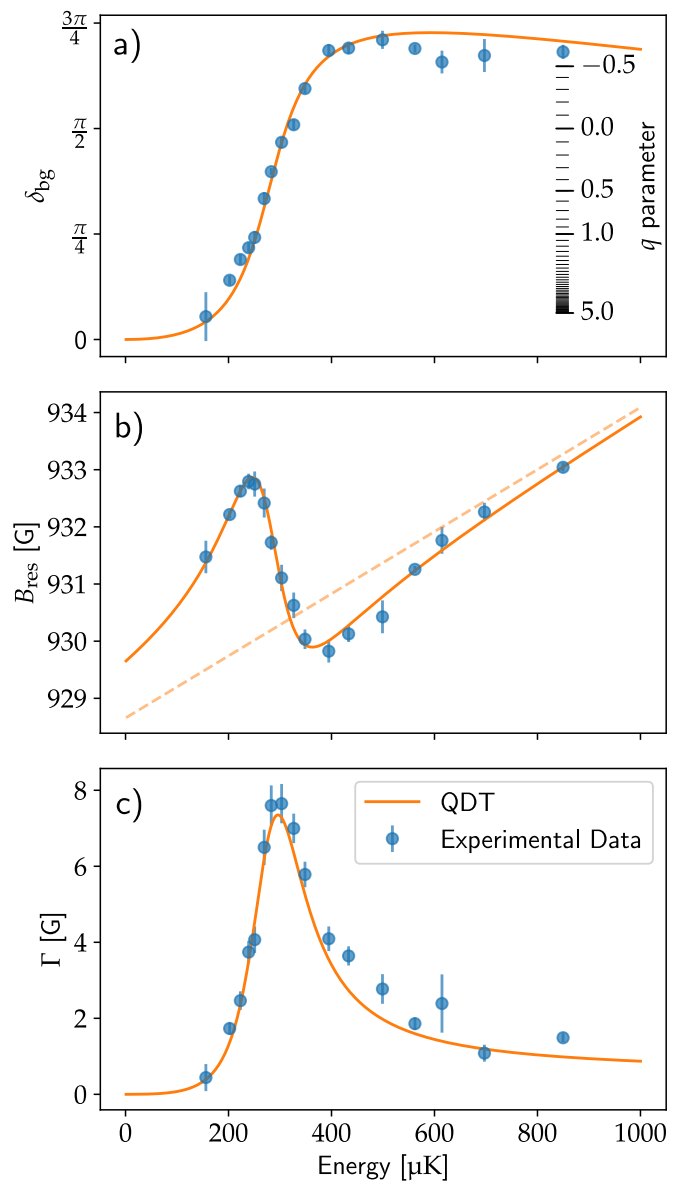 a)
3π/4
π/2
π/4
0
δbg
−0.5
0.0
0.5
1.0
5.0
q parameter
b)
934
933
932
931
930
929
Bres [G]
c)
QDT
Experimental Data
8
6
4
2
0
Γ [G]
0 200 400 600 800 1000
Energy [µK]